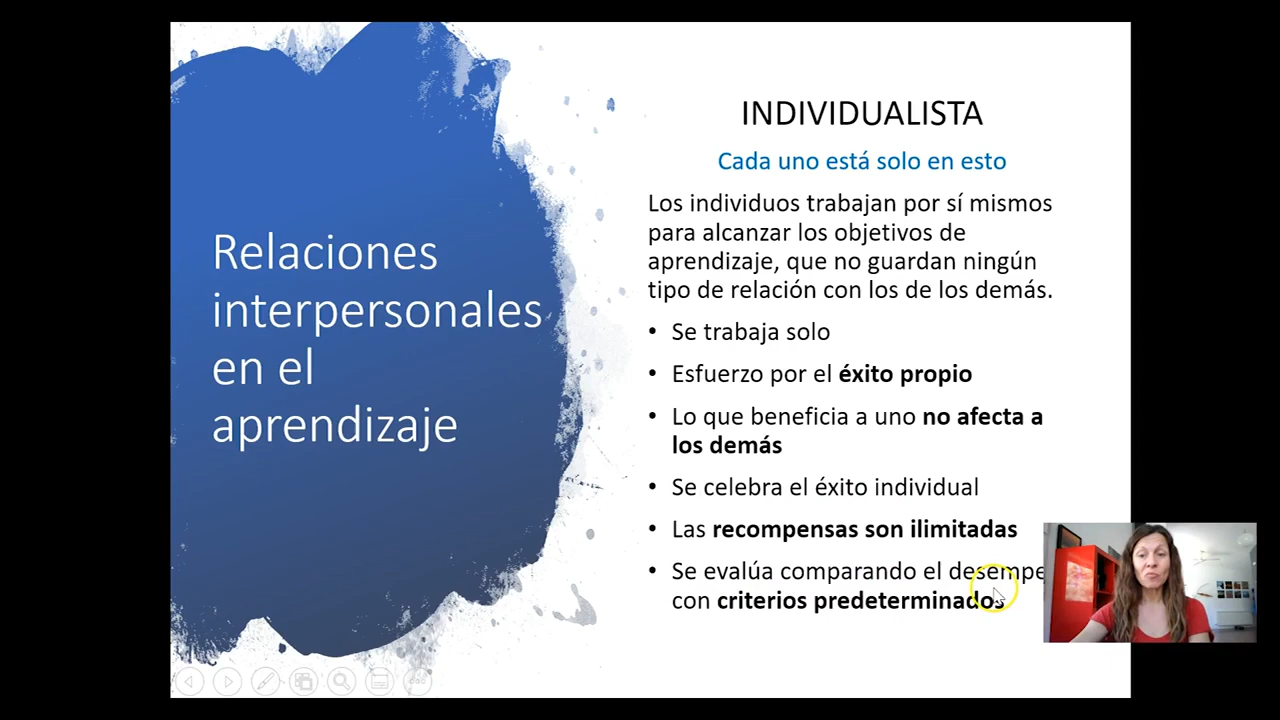 Relaciones
interpersonales
en el
aprendizaje
INDIVIDUALISTA
Cada uno está solo en esto
Los individuos trabajan por sí mismos
para alcanzar los objetivos de
aprendizaje, que no guardan ningún
tipo de relación con los de los demás.
• Se trabaja solo
• Esfuerzo por el éxito propio
• Lo que beneficia a uno no afecta a
los demás
• Se celebra el éxito individual
• Las recompensas son ilimitadas
• Se evalúa comparando el desempe
con criterios predeterminados